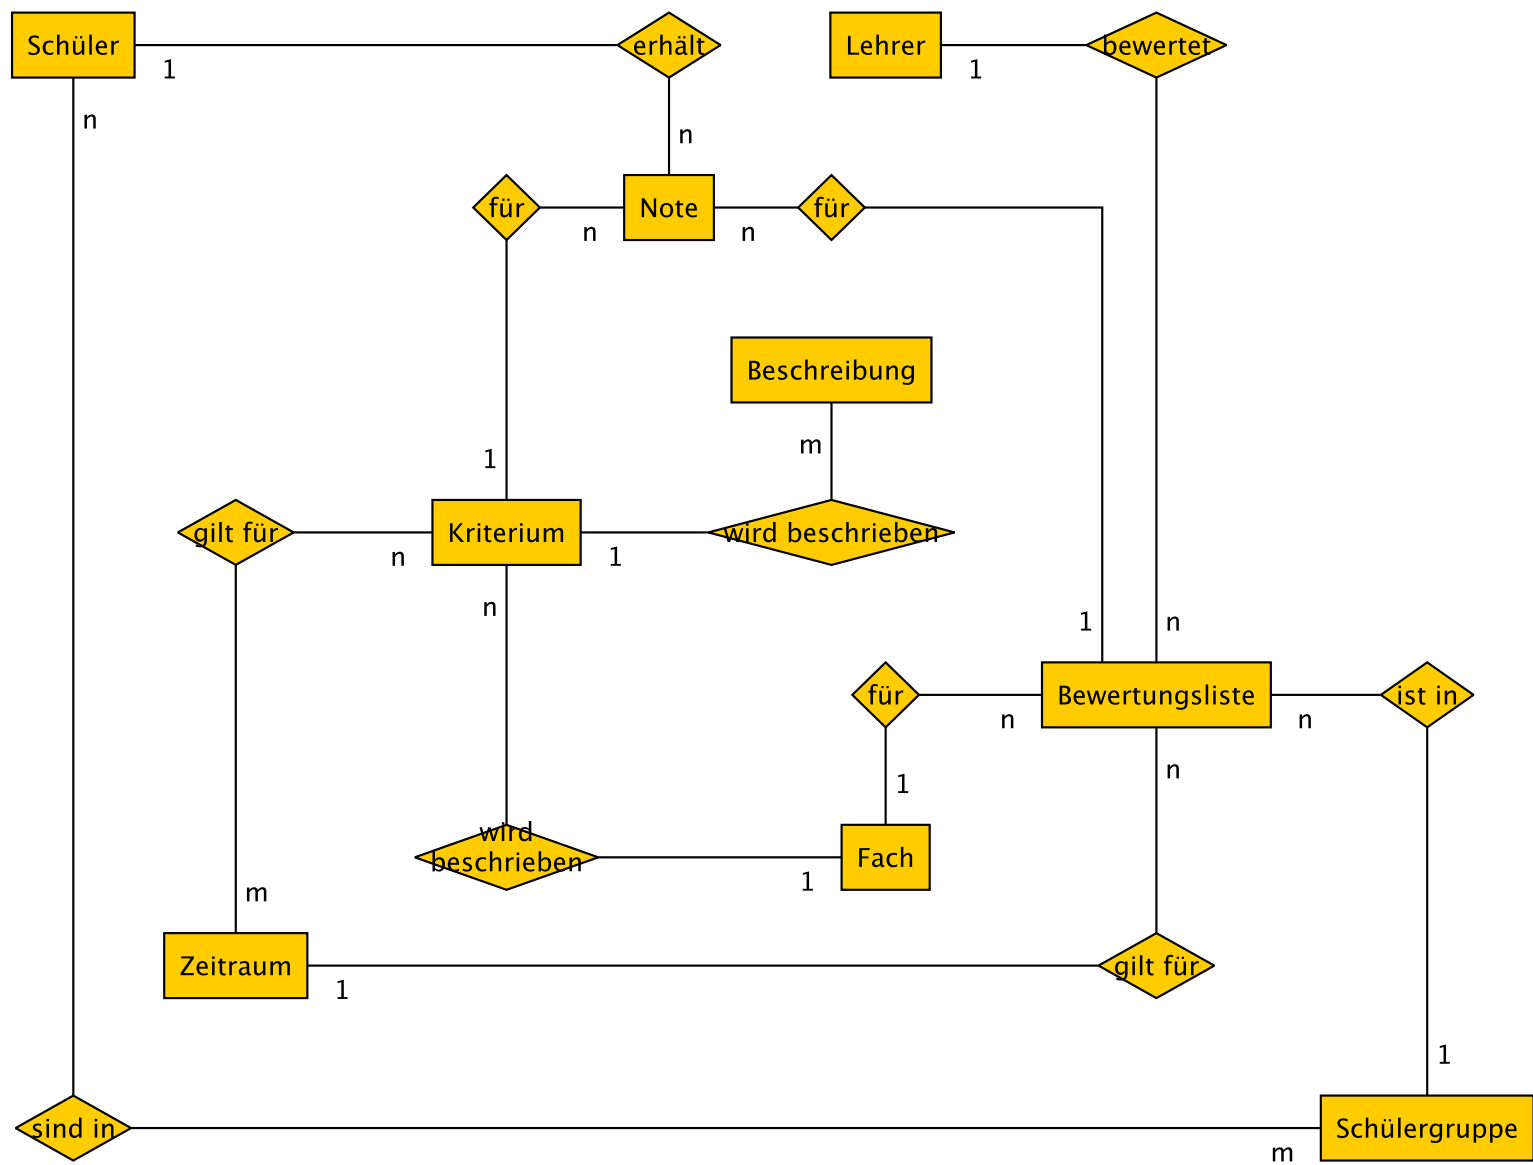 Schüler
1
erhält
Lehrer
1
bewertet
n
n
für
n
Note
n
für
Beschreibung
m
1
gilt für
n
Kriterium
1
wird beschrieben
n
1
n
für
n
Bewertungsliste
n
ist in
n
1
wird
beschrieben
1
Fach
m
Zeitraum
1
gilt für
1
sind in
m
Schülergruppe